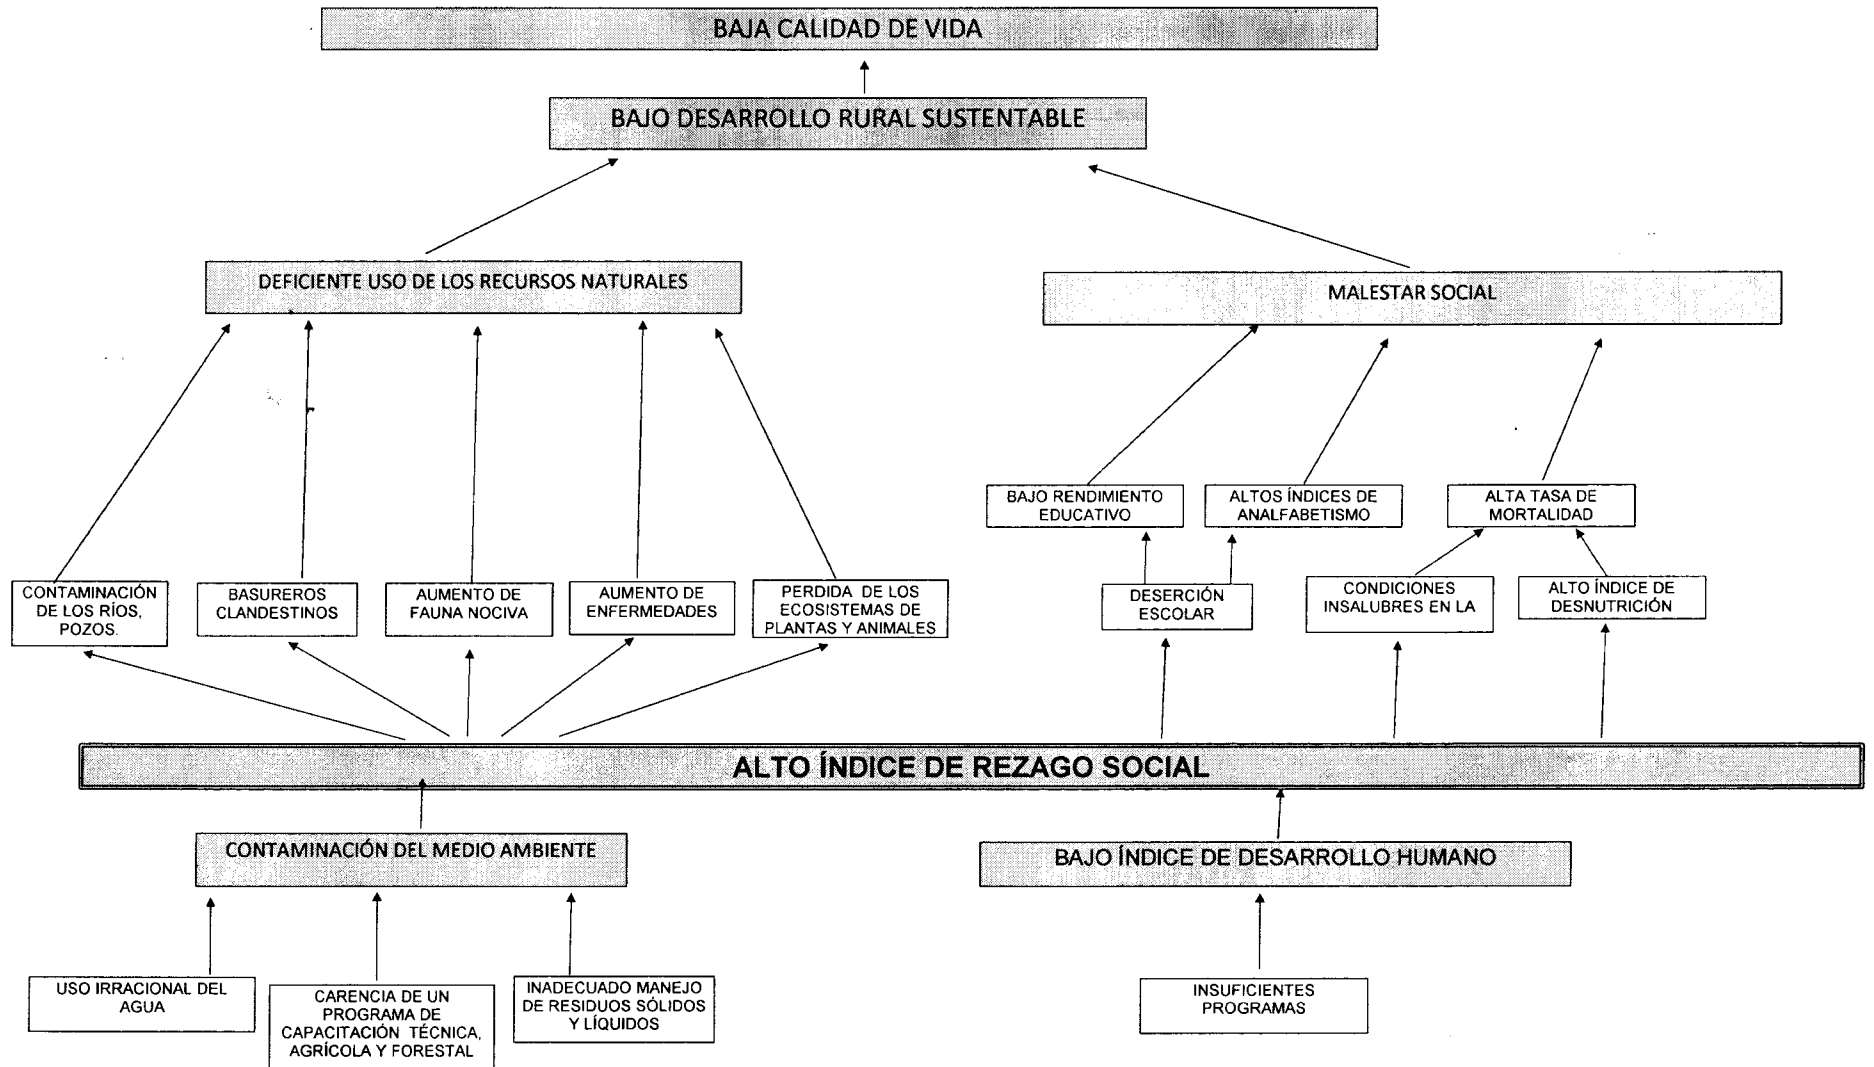 BAJA CALIDAD DE VIDA
BAJO DESARROLLO RURAL SUSTENTABLE
DEFICIENTE USO DE LOS RECURSOS NATURALES
MALESTAR SOCIAL
BAJO RENDIMIENTO
EDUCATIVO
ALTOS ÍNDICES DE
ANALFABETISMO
ALTA TASA DE
MORTALIDAD
CONTAMINACIÓN
DE LOS RÍOS,
POZOS.
BASUREROS
CLANDESTINOS
AUMENTO DE
FAUNA NOCIVA
AUMENTO DE
ENFERMEDADES
PERDIDA DE LOS
ECOSISTEMAS DE
PLANTAS Y ANIMALES
DESERCIÓN
ESCOLAR
CONDICIONES
INSALUBRES EN LA
ALTO ÍNDICE DE
DESNUTRICIÓN
ALTO ÍNDICE DE REZAGO SOCIAL
CONTAMINACIÓN DEL MEDIO AMBIENTE
BAJO ÍNDICE DE DESARROLLO HUMANO
USO IRRACIONAL DEL
AGUA
CARENCIA DE UN
PROGRAMA DE
CAPACITACIÓN TÉCNICA,
AGRÍCOLA Y FORESTAL
INADECUADO MANEJO
DE RESIDUOS SÓLIDOS
Y LÍQUIDOS
INSUFICIENTES
PROGRAMAS